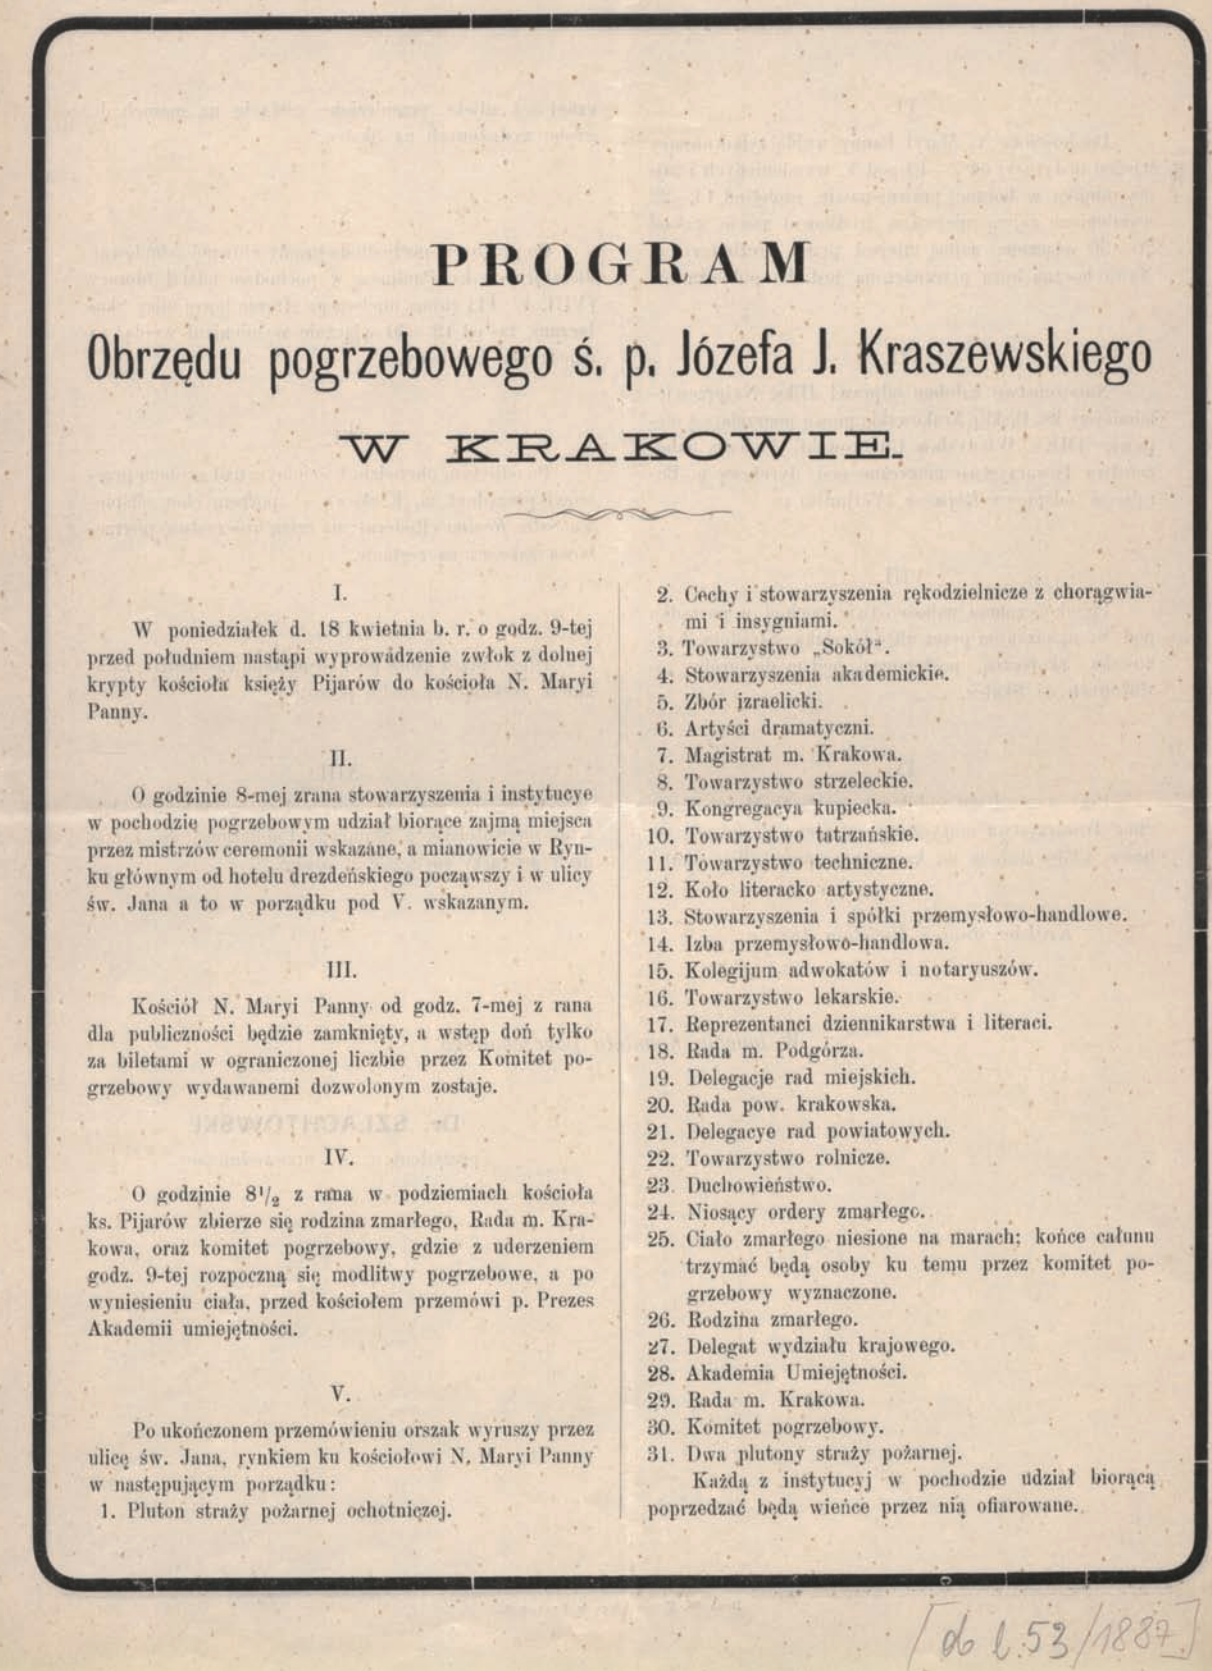 PROGRAM
Obrzędu pogrzebowego ś. p. Józefa J. Kraszewskiego
W KRAKOWIE.
I.
W poniedziałek d. 18 kwietnia b. r. o godz. 9-tej
przed południem nastąpi wyprowadzenie zwłok z dolnej
krypty kościoła księży Pijarów do kościoła N. Maryi
Panny.
II.
O godzinie 8-mej zrana stowarzyszenia i instytucye
w pochodzie pogrzebowym udział biorące zajmą miejsca
przez mistrzów ceremonii wskazane, a mianowicie w Ryn-
ku głównym od hotelu drezdeńskiego począwszy i w ulicy
św. Jana a to w porządku pod V. wskazanym.
III.
Kościół N. Maryi Panny od godz. 7-mej z rana
dla publiczności będzie zamknięty, a wstęp doń tylko
za biletami w ograniczonej liczbie przez Komitet po-
grzebowy wydawanemi dozwolonym zostaje.
IV.
O godzinie 8½ z rana w podziemiach kościoła
ks. Pijarów zbierze się rodzina zmarłego, Rada m. Kra-
kowa, oraz komitet pogrzebowy, gdzie z uderzeniem
godz. 9-tej rozpoczną się modlitwy pogrzebowe, a po
wyniesieniu ciała, przed kościołem przemówi p. Prezes
Akademii umiejętności.
V.
Po ukończonem przemówieniu orszak wyruszy przez
ulicę św. Jana, rynkiem ku kościołowi N. Maryi Panny
w następującym porządku:
1. Pluton straży pożarnej ochotniczej.
2. Cechy i stowarzyszenia rękodzielnicze z chorągwia-
mi i insygniami.
3. Towarzystwo „Sokół“.
4. Stowarzyszenia akademickie.
5. Zbór izraelicki.
6. Artyści dramatyczni.
7. Magistrat m. Krakowa.
8. Towarzystwo strzeleckie.
9. Kongregacya kupiecka.
10. Towarzystwo tatrzańskie.
11. Towarzystwo techniczne.
12. Koło literacko artystyczne.
13. Stowarzyszenia i spółki przemysłowo-handlowe.
14. Izba przemysłowo-handlowa.
15. Kolegijum adwokatów i notaryuszów.
16. Towarzystwo lekarskie.
17. Reprezentanci dziennikarstwa i literaci.
18. Rada m. Podgórza.
19. Delegacje rad miejskich.
20. Rada pow. krakowska.
21. Delegacye rad powiatowych.
22. Towarzystwo rolnicze.
23. Duchowieństwo.
24. Niosący ordery zmarłego.
25. Ciało zmarłego niesione na marach; końce całunu
trzymać będą osoby ku temu przez komitet po-
grzebowy wyznaczone.
26. Rodzina zmarłego.
27. Delegat wydziału krajowego.
28. Akademia Umiejętności.
29. Rada m. Krakowa.
30. Komitet pogrzebowy.
31. Dwa plutony straży pożarnej.
Każdą z instytucyj w pochodzie udział biorącą
poprzedzać będą wieńce przez nią ofiarowane.
[do l. 53/1887]